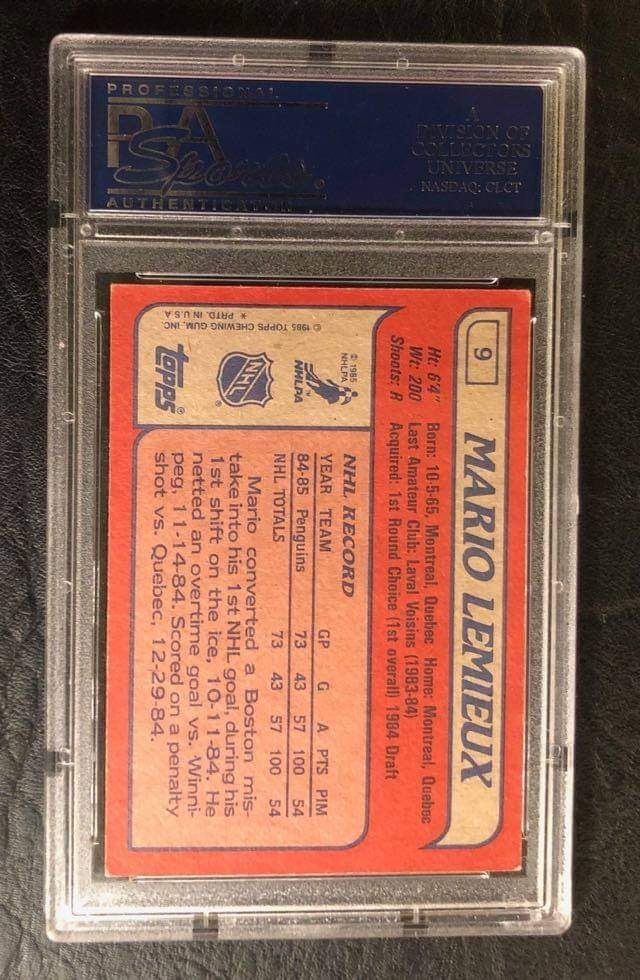 PROFESSIONAL
PSA
Sports
AUTHENTICATOR
A
DIVISION OF
COLLECTORS
UNIVERSE
NASDAQ: CLCT
9
MARIO LEMIEUX
Ht: 6'4" Born: 10-5-65, Montreal, Quebec Home: Montreal, Quebec
Wt: 200 Last Amateur Club: Laval Voisins (1983-84)
Shoots: R Acquired: 1st Round Choice (1st overall) 1984 Draft
© 1985
NHLPA
NHLPA™
NHL
topps®
© 1985 TOPPS CHEWING GUM, INC.
* PRTD. IN U.S.A.
NHL RECORD
YEAR TEAM GP G A PTS PIM
84-85 Penguins 73 43 57 100 54
NHL TOTALS 73 43 57 100 54
Mario converted a Boston mis-
take into his 1st NHL goal, during his
1st shift on the ice, 10-11-84. He
netted an overtime goal vs. Winni-
peg, 11-14-84. Scored on a penalty
shot vs. Quebec, 12-29-84.